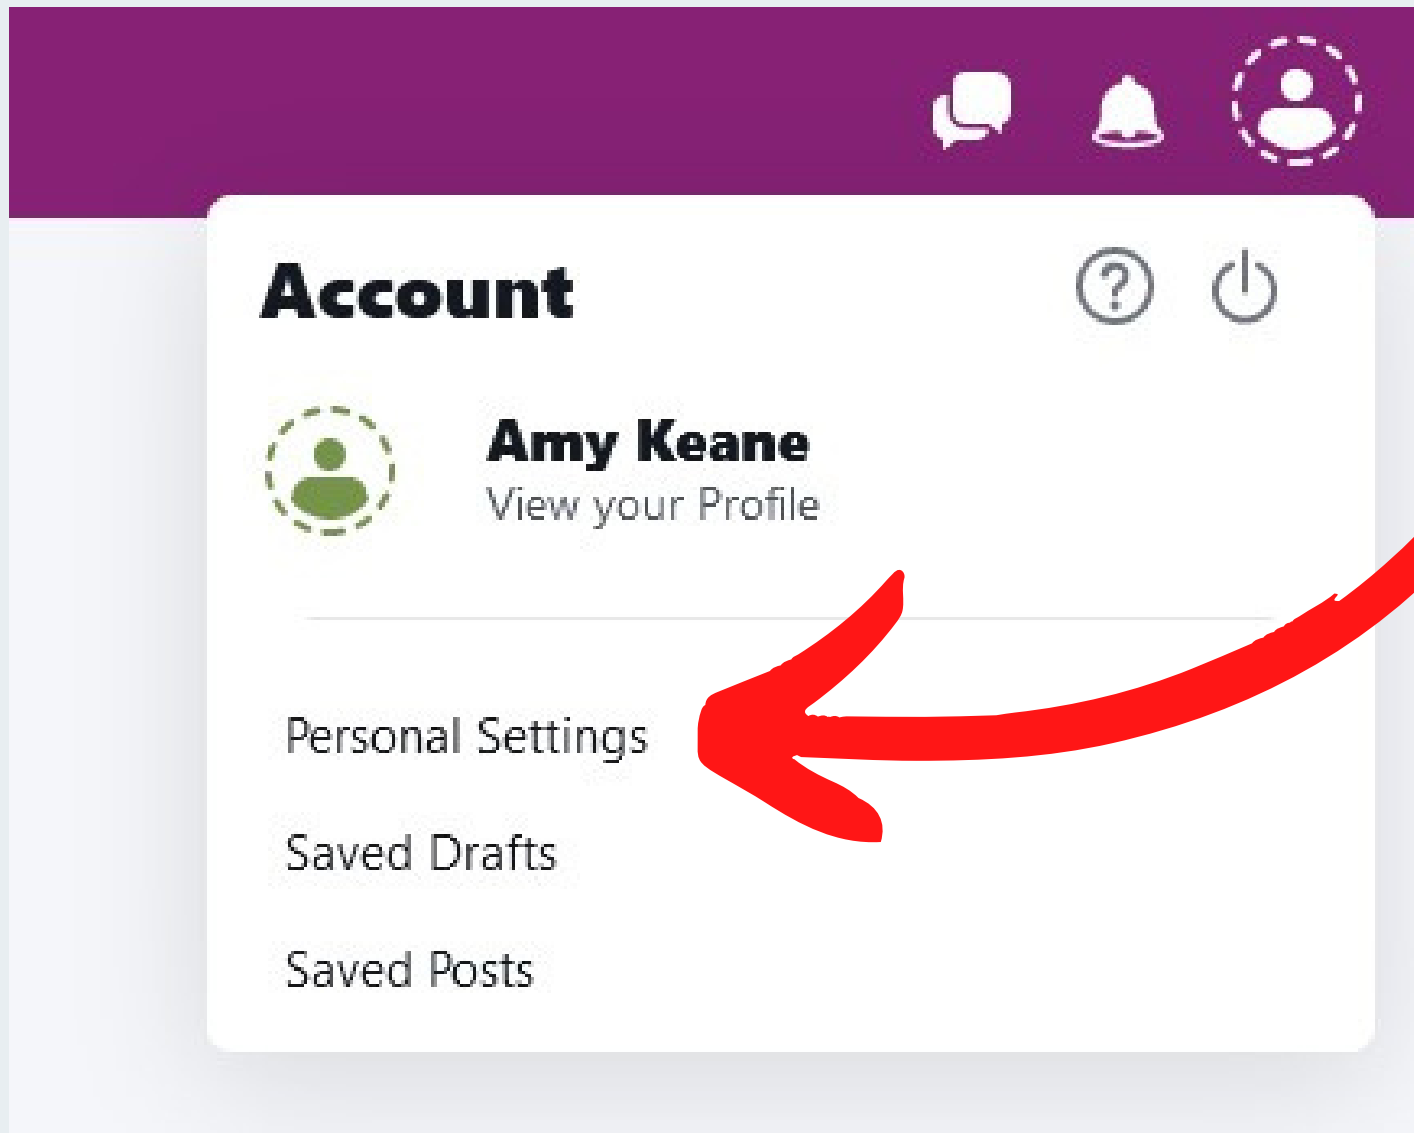 Account
Amy Keane
View your Profile
Personal Settings
Saved Drafts
Saved Posts